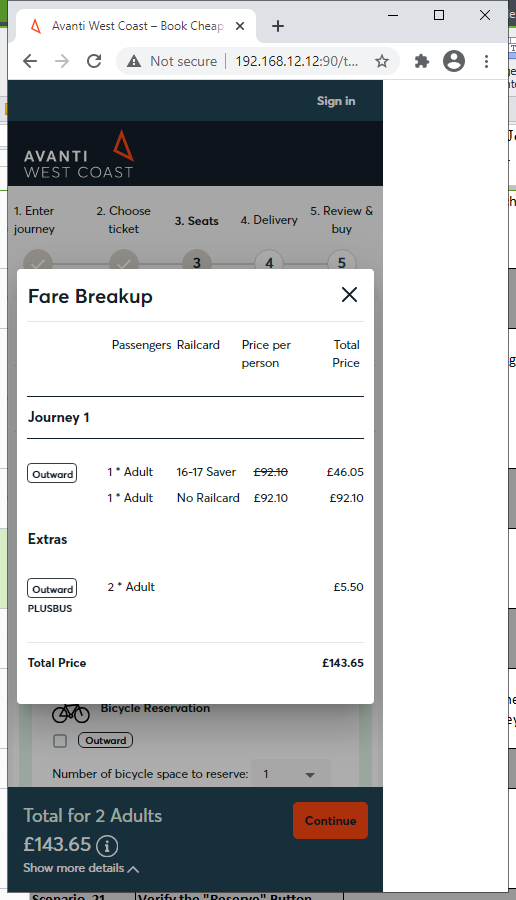 Avanti West Coast – Book Cheap
Not secure | 192.168.12.12:90/t...
Sign in
AVANTI
WEST COAST
1. Enter journey
2. Choose ticket
3. Seats
4. Delivery
5. Review & buy
3
4
5
Fare Breakup
Passengers Railcard Price per person Total Price
Journey 1
Outward 1 * Adult 16-17 Saver £92.10 £46.05
1 * Adult No Railcard £92.10 £92.10
Extras
Outward 2 * Adult £5.50
PLUSBUS
Total Price £143.65
Bicycle Reservation
Outward
Number of bicycle space to reserve: 1
Total for 2 Adults
£143.65
Continue
Show more details
Scenario 21 Verify the "Reserve" Button